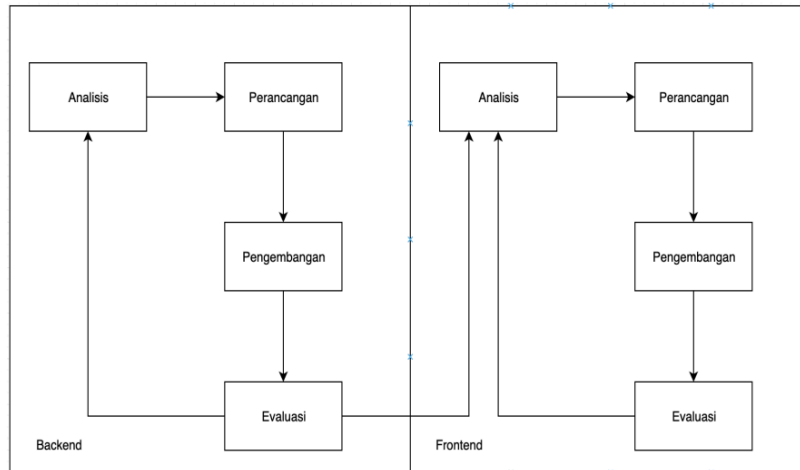 Analisis
Perancangan
Pengembangan
Evaluasi
Backend
Analisis
Perancangan
Pengembangan
Evaluasi
Frontend